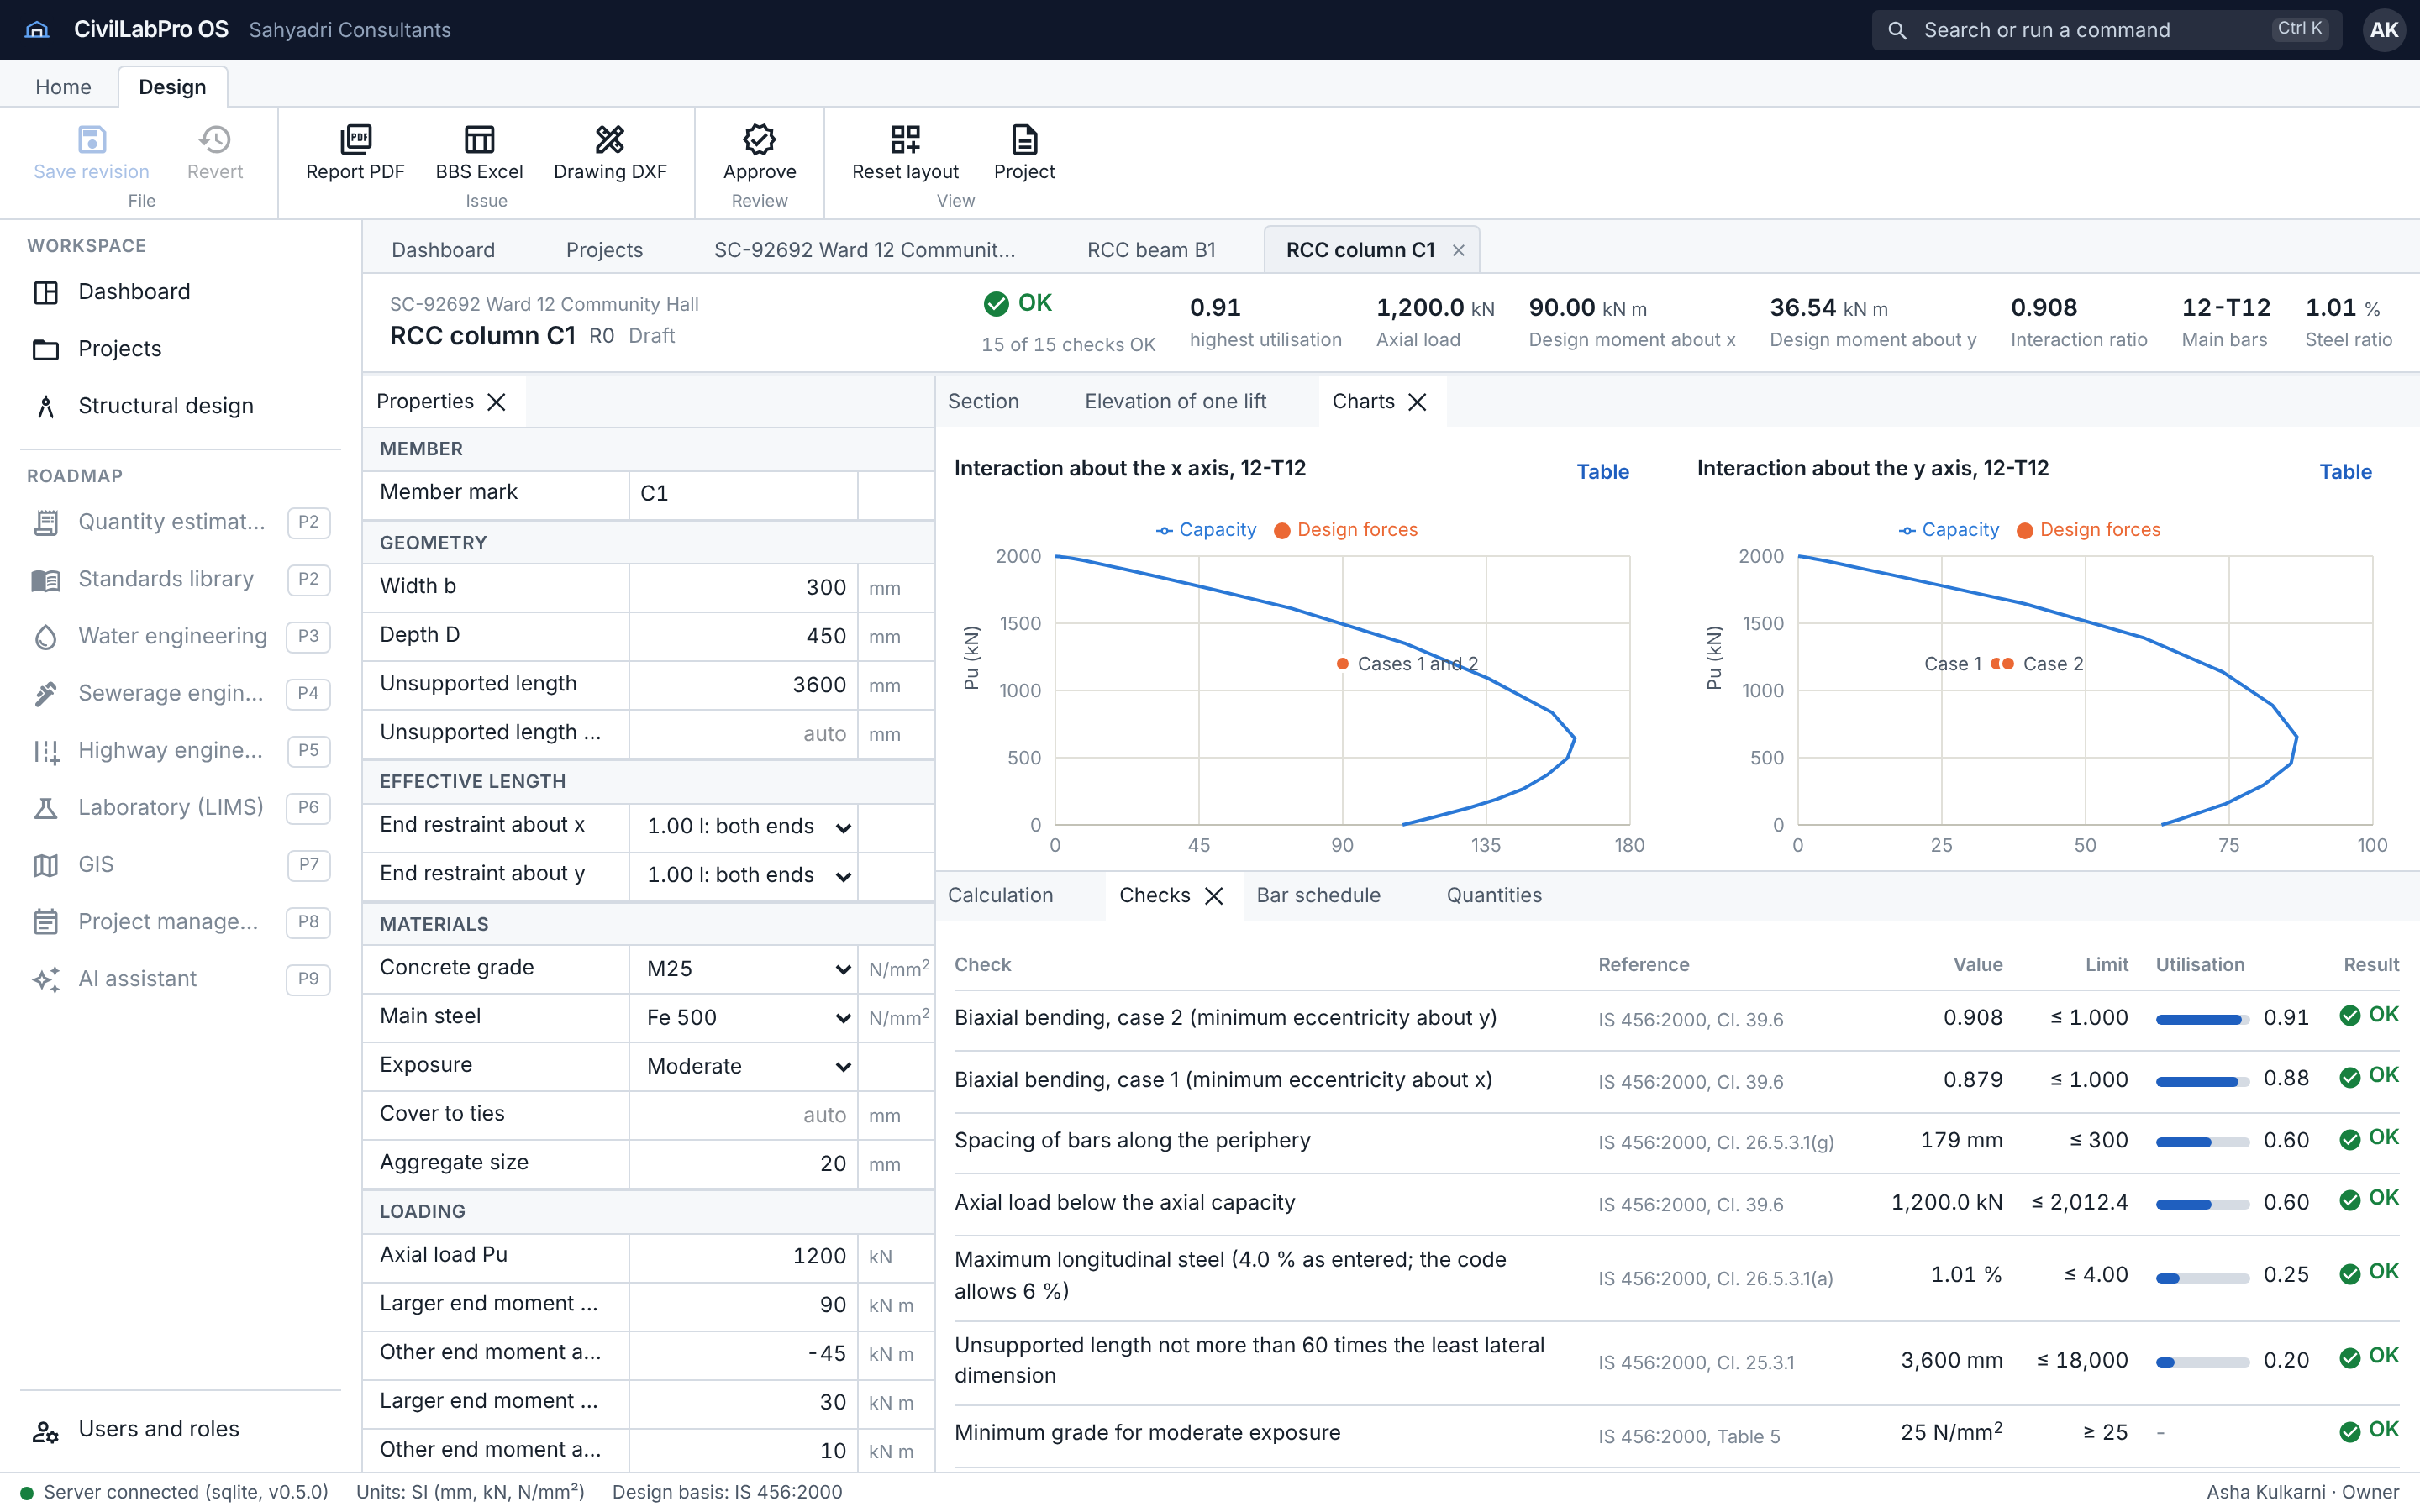 CivilLabPro OS Sahyadri Consultants Search or run a command Ctrl K AK
Home Design
Save revision Revert Report PDF BBS Excel Drawing DXF Approve Reset layout Project
File Issue Review View
WORKSPACE
Dashboard
Projects
Structural design
ROADMAP
Quantity estimat... P2
Standards library P2
Water engineering P3
Sewerage engin... P4
Highway engine... P5
Laboratory (LIMS) P6
GIS P7
Project manage... P8
AI assistant P9
Users and roles
Dashboard Projects SC-92692 Ward 12 Communit... RCC beam B1 RCC column C1
SC-92692 Ward 12 Community Hall
RCC column C1 R0 Draft
OK
15 of 15 checks OK
0.91
highest utilisation
1,200.0 kN
Axial load
90.00 kN m
Design moment about x
36.54 kN m
Design moment about y
0.908
Interaction ratio
12-T12
Main bars
1.01 %
Steel ratio
Properties
MEMBER
Member mark C1
GEOMETRY
Width b 300 mm
Depth D 450 mm
Unsupported length 3600 mm
Unsupported length ... auto mm
EFFECTIVE LENGTH
End restraint about x 1.00 l: both ends
End restraint about y 1.00 l: both ends
MATERIALS
Concrete grade M25 N/mm²
Main steel Fe 500 N/mm²
Exposure Moderate
Cover to ties auto mm
Aggregate size 20 mm
LOADING
Axial load Pu 1200 kN
Larger end moment ... 90 kN m
Other end moment a... -45 kN m
Larger end moment ... 30 kN m
Other end moment a... 10 kN m
Section Elevation of one lift Charts
Interaction about the x axis, 12-T12 Table
Capacity Design forces
Pu (kN)
2000
1500
1000
500
0
Cases 1 and 2
0 45 90 135 180
Interaction about the y axis, 12-T12 Table
Capacity Design forces
Pu (kN)
2000
1500
1000
500
0
Case 1 Case 2
0 25 50 75 100
Calculation Checks Bar schedule Quantities
Check Reference Value Limit Utilisation Result
Biaxial bending, case 2 (minimum eccentricity about y) IS 456:2000, Cl. 39.6 0.908 ≤ 1.000 0.91 OK
Biaxial bending, case 1 (minimum eccentricity about x) IS 456:2000, Cl. 39.6 0.879 ≤ 1.000 0.88 OK
Spacing of bars along the periphery IS 456:2000, Cl. 26.5.3.1(g) 179 mm ≤ 300 0.60 OK
Axial load below the axial capacity IS 456:2000, Cl. 39.6 1,200.0 kN ≤ 2,012.4 0.60 OK
Maximum longitudinal steel (4.0 % as entered; the code
allows 6 %) IS 456:2000, Cl. 26.5.3.1(a) 1.01 % ≤ 4.00 0.25 OK
Unsupported length not more than 60 times the least lateral
dimension IS 456:2000, Cl. 25.3.1 3,600 mm ≤ 18,000 0.20 OK
Minimum grade for moderate exposure IS 456:2000, Table 5 25 N/mm² ≥ 25 - OK
Server connected (sqlite, v0.5.0) Units: SI (mm, kN, N/mm²) Design basis: IS 456:2000 Asha Kulkarni · Owner